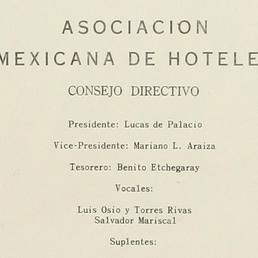 ASOCIACION
MEXICANA DE HOTELE
CONSEJO DIRECTIVO
Presidente: Lucas de Palacio
Vice-Presidente: Mariano L. Araiza
Tesorero: Benito Etchegaray
Vocales:
Luis Osio y Torres Rivas
Salvador Mariscal
Suplentes: